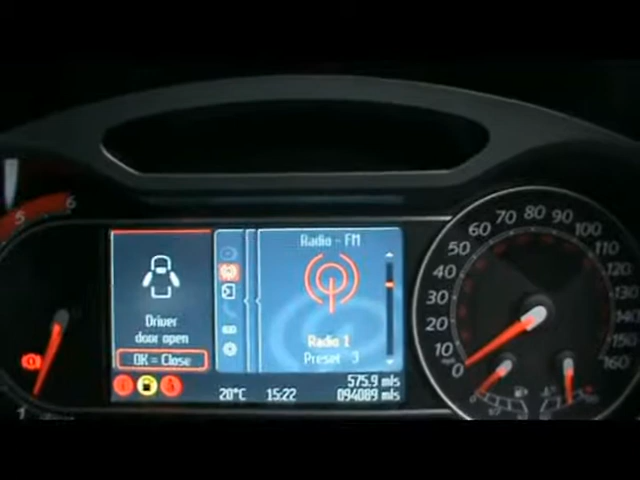 Radio - FM
Driver
door open
OK = Close
Radio 1
Preset 3
575.9 mls
20°C 15:22 094089 mls
1 5 6
0 10 20 30 40 50 60 70 80 90 100 110 120 130 140 150 160